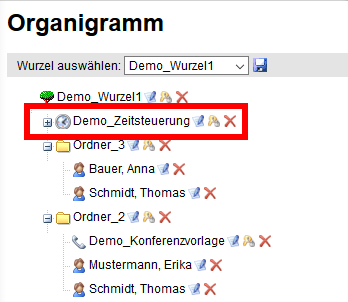 Organigramm
Wurzel auswählen: Demo_Wurzel1
Demo_Wurzel1
Demo_Zeitsteuerung
Ordner_3
Bauer, Anna
Schmidt, Thomas
Ordner_2
Demo_Konferenzvorlage
Mustermann, Erika
Schmidt, Thomas